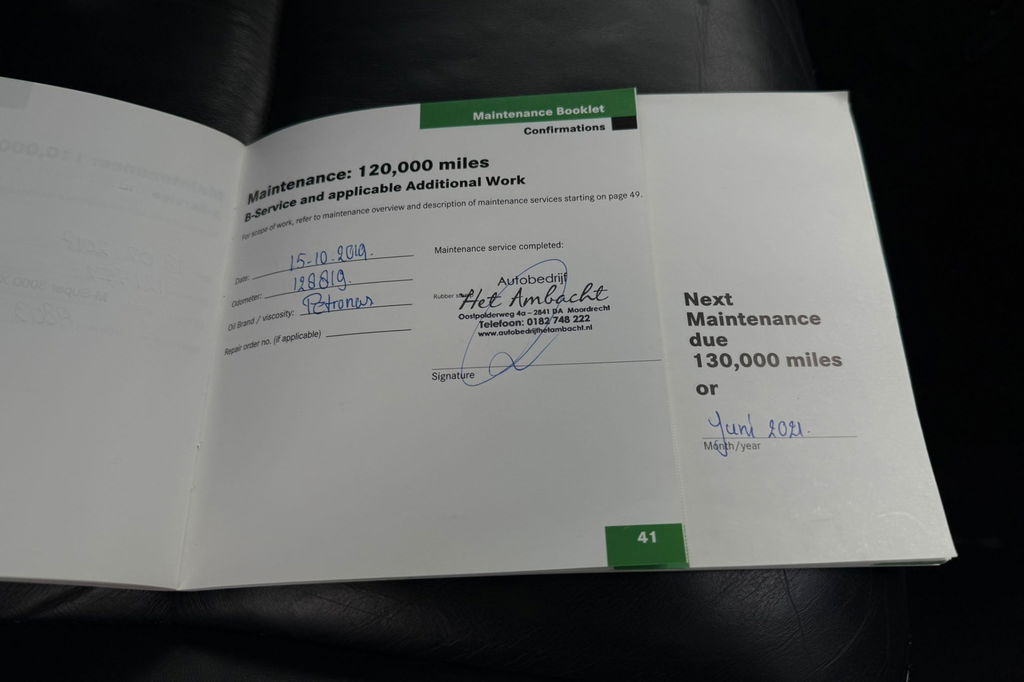 Maintenance Booklet
Confirmations
Maintenance: 120,000 miles
B-Service and applicable Additional Work
For scope of work, refer to maintenance overview and description of maintenance services starting on page 49.
Date: 15-10-2019.
Odometer: 128819.
Oil Brand / viscosity: Petronas
Repair order no. (if applicable)
Maintenance service completed:
Autobedrijf
Rubber
Het Ambacht
Oostpolderweg 4a - 2841 DA Moordrecht
Telefoon: 0182 748 222
www.autobedrijfhetambacht.nl
Signature
41
Next
Maintenance
due
130,000 miles
or
Juni 2021.
Month/year